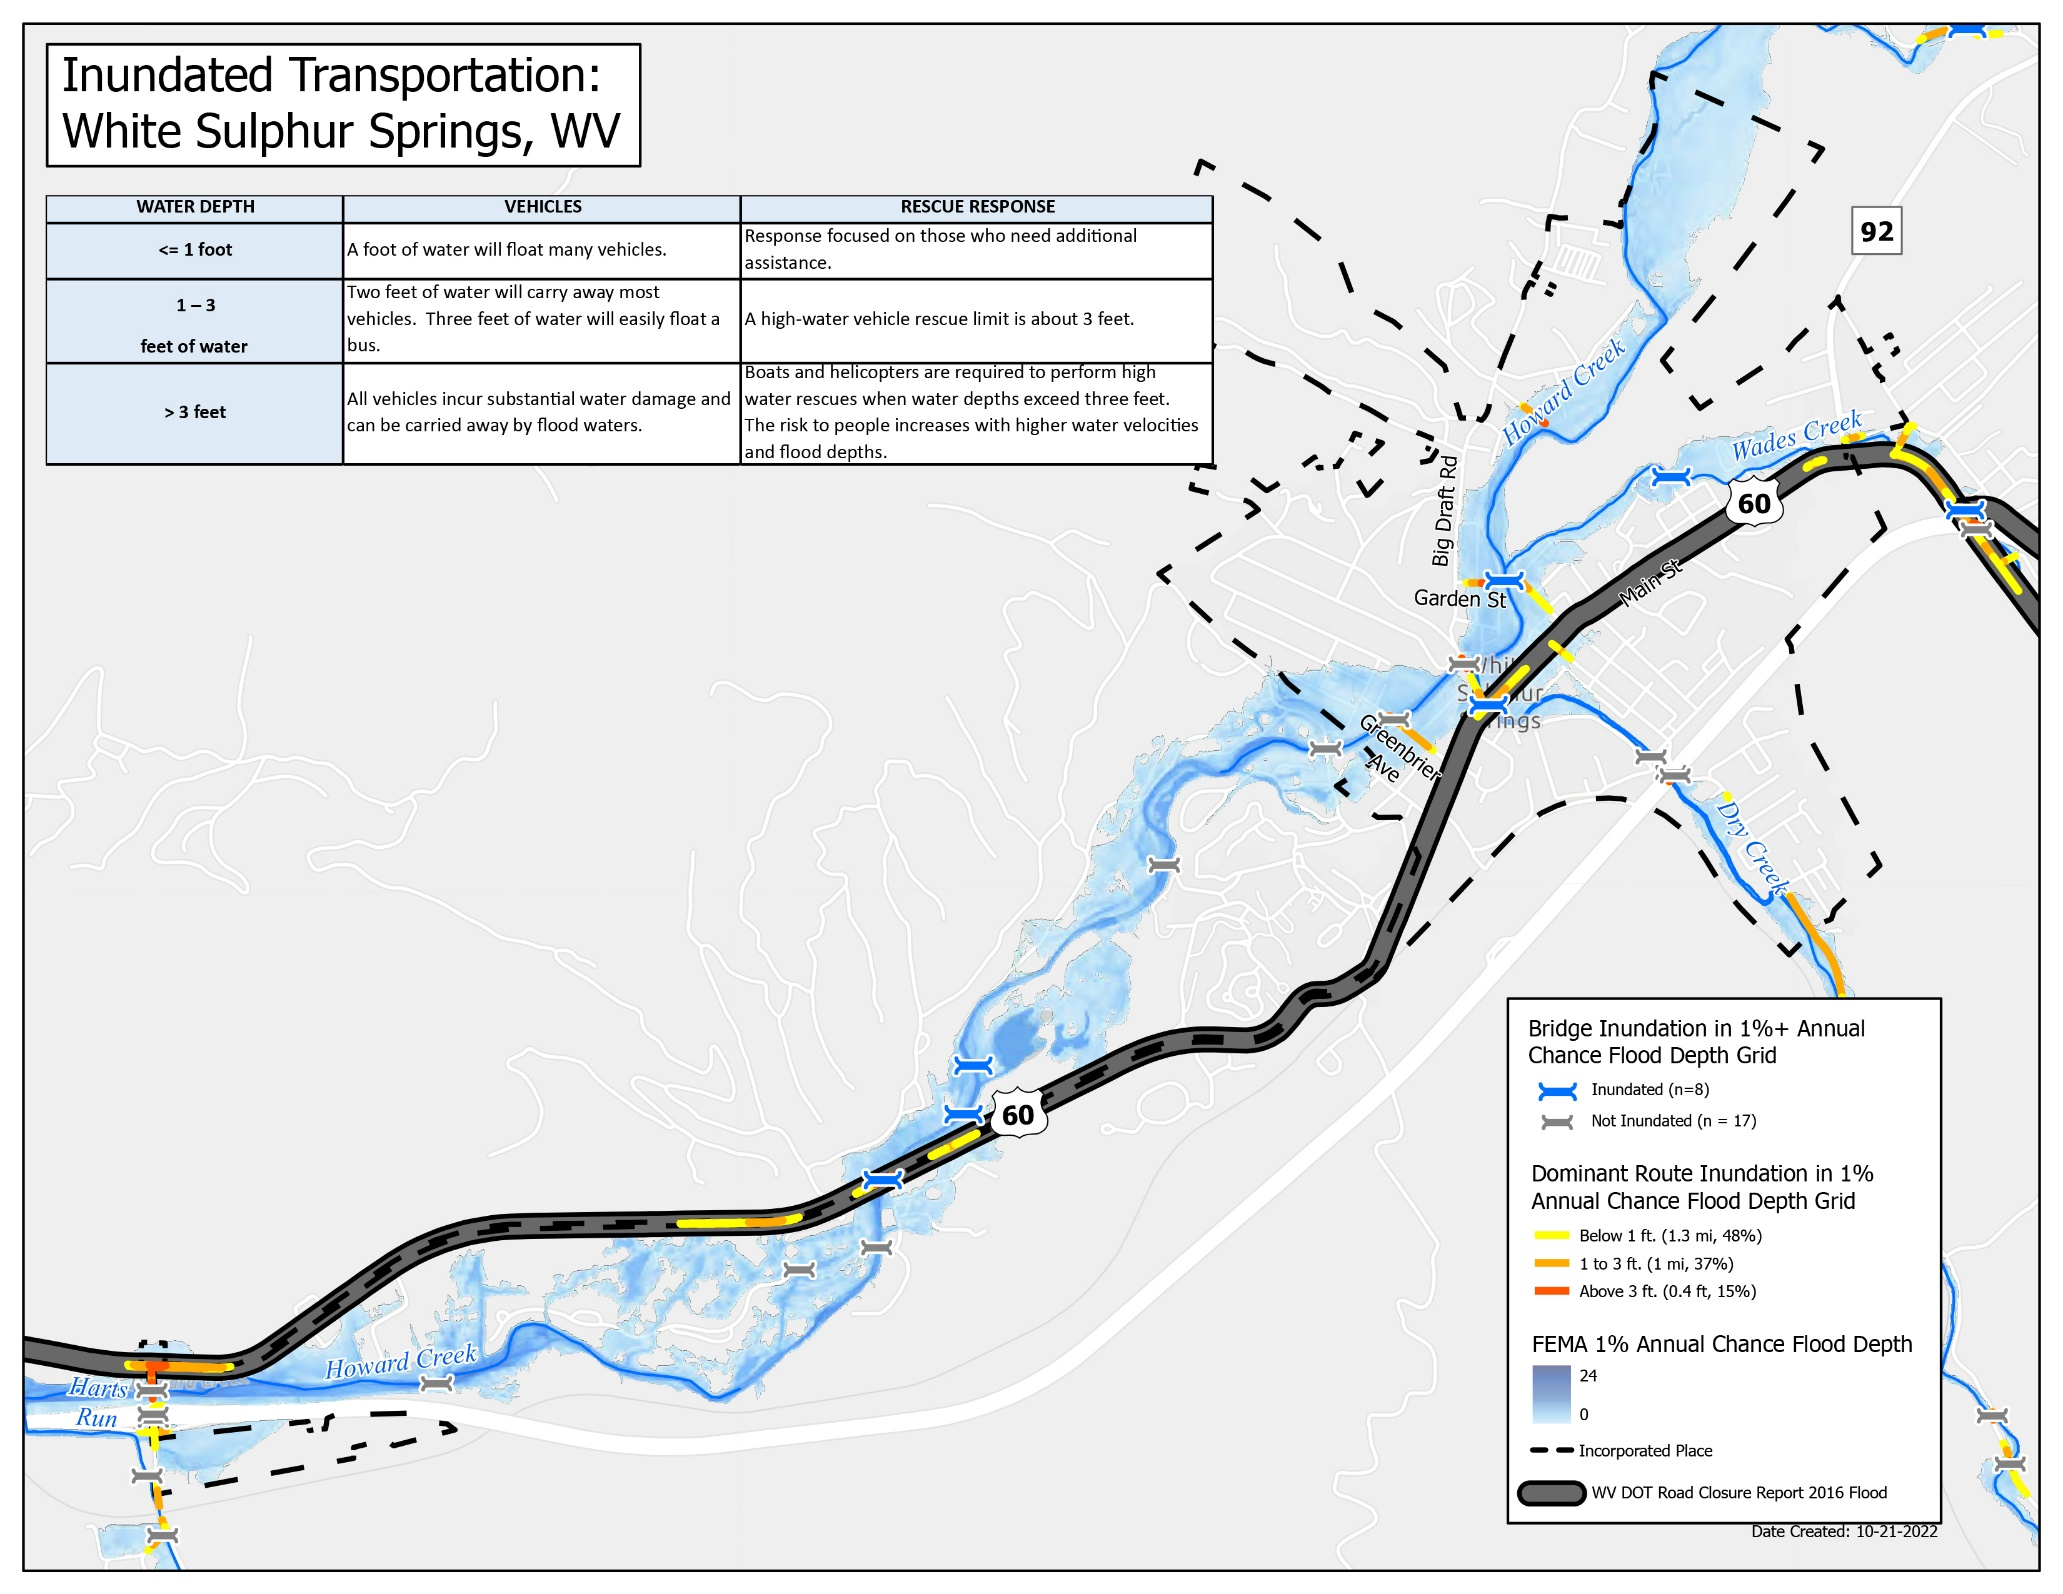 Inundated Transportation:
White Sulphur Springs, WV
WATER DEPTH
VEHICLES
RESCUE RESPONSE
<= 1 foot
A foot of water will float many vehicles.
Response focused on those who need additional
assistance.
1 – 3
feet of water
Two feet of water will carry away most
vehicles.  Three feet of water will easily float a
bus.
A high-water vehicle rescue limit is about 3 feet.
> 3 feet
All vehicles incur substantial water damage and
can be carried away by flood waters.
Boats and helicopters are required to perform high
water rescues when water depths exceed three feet.
The risk to people increases with higher water velocities
and flood depths.
92
Howard Creek
Wades Creek
60
Big Draft Rd
Main St
Garden St
Greenbrier
Ave
Dry Creek
60
Howard Creek
Harts
Run
Bridge Inundation in 1%+ Annual
Chance Flood Depth Grid
Inundated (n=8)
Not Inundated (n = 17)
Dominant Route Inundation in 1%
Annual Chance Flood Depth Grid
Below 1 ft. (1.3 mi, 48%)
1 to 3 ft. (1 mi, 37%)
Above 3 ft. (0.4 ft, 15%)
FEMA 1% Annual Chance Flood Depth
24
0
Incorporated Place
WV DOT Road Closure Report 2016 Flood
Date Created: 10-21-2022